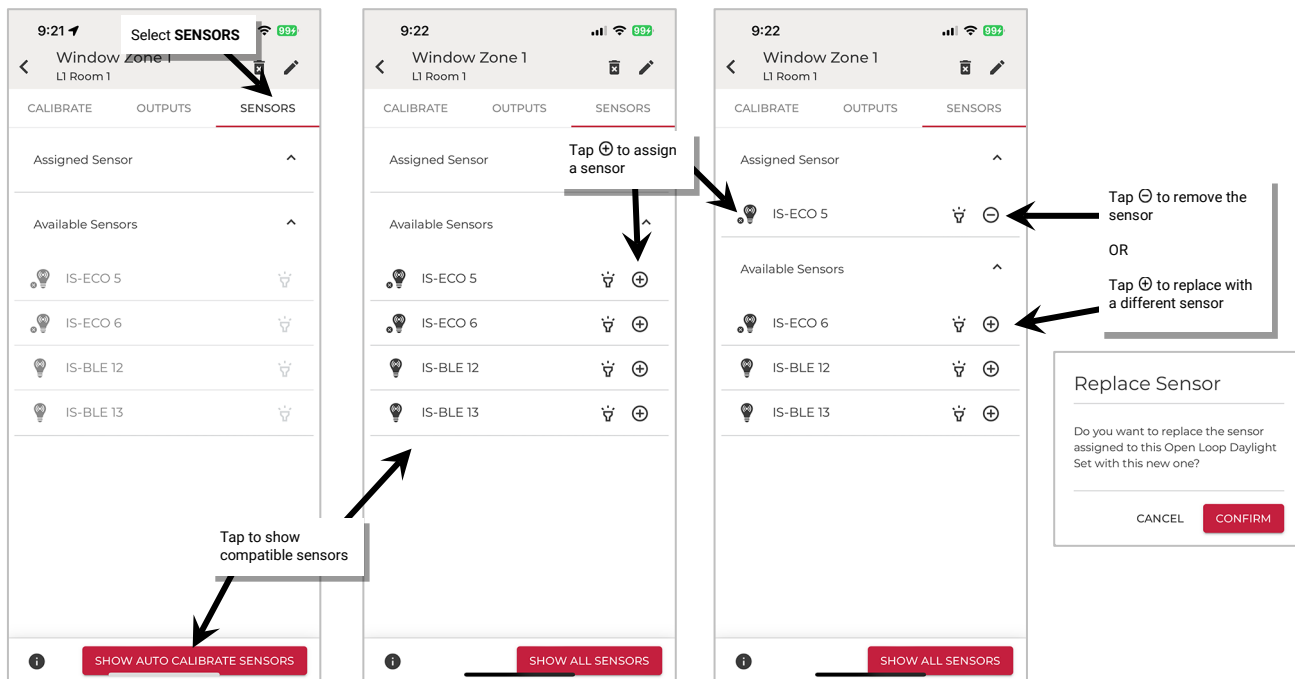 9:21
Select SENSORS
99
Window Zone 1
L1 Room 1
CALIBRATE
OUTPUTS
SENSORS
Assigned Sensor
Available Sensors
IS-ECO 5
IS-ECO 6
IS-BLE 12
IS-BLE 13
Tap to show
compatible sensors
SHOW AUTO CALIBRATE SENSORS
9:22
99
Window Zone 1
L1 Room 1
CALIBRATE
OUTPUTS
SENSORS
Assigned Sensor
Tap ⊕ to assign
a sensor
Available Sensors
IS-ECO 5
IS-ECO 6
IS-BLE 12
IS-BLE 13
SHOW ALL SENSORS
9:22
99
Window Zone 1
L1 Room 1
CALIBRATE
OUTPUTS
SENSORS
Assigned Sensor
IS-ECO 5
Available Sensors
IS-ECO 6
IS-BLE 12
IS-BLE 13
SHOW ALL SENSORS
Tap ⊖ to remove the
sensor
OR
Tap ⊕ to replace with
a different sensor
Replace Sensor
Do you want to replace the sensor
assigned to this Open Loop Daylight
Set with this new one?
CANCEL
CONFIRM